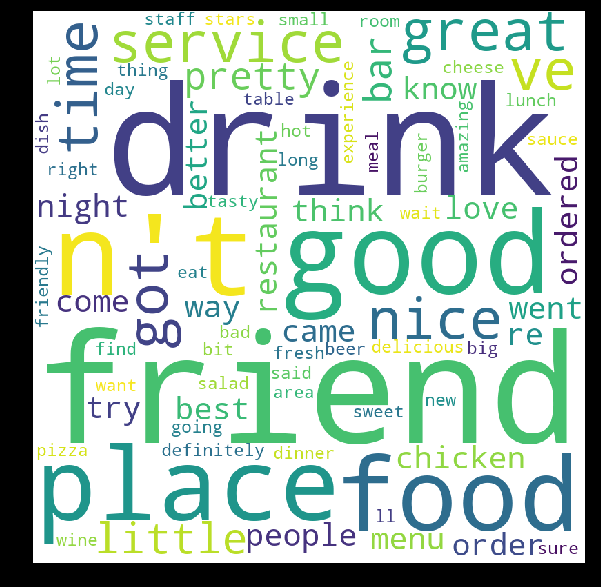 staff stars small room
lot thing service great
time pretty bar know cheese
day drink ve
dish table experience lunch
right better hot long meal burger amazing sauce
night tasty restaurant think wait love ordered
n't good
friendly come got eat way came nice went
re
find bad bit fresh beer delicious big
friend
want try best salad said area sweet new
going
pizza definitely dinner chicken
place food
wine little people menu ll order sure